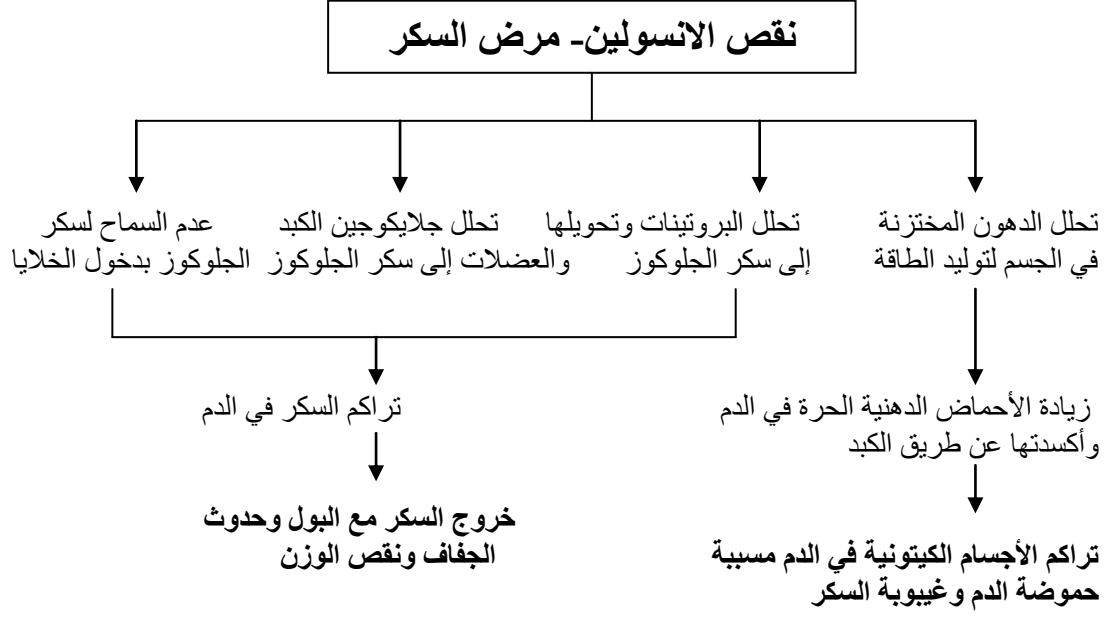 نقص الانسولين- مرض السكر
تحلل الدهون المختزنة
في الجسم لتوليد الطاقة
تحلل البروتينات وتحويلها
إلى سكر الجلوكوز
تحلل جلايكوجين الكبد
والعضلات إلى سكر الجلوكوز
عدم السماح لسكر
الجلوكوز بدخول الخلايا
زيادة الأحماض الدهنية الحرة في الدم
وأكسدتها عن طريق الكبد
تراكم السكر في الدم
تراكم الأجسام الكيتونية في الدم مسببة
حموضة الدم وغيبوبة السكر
خروج السكر مع البول وحدوث
الجفاف ونقص الوزن